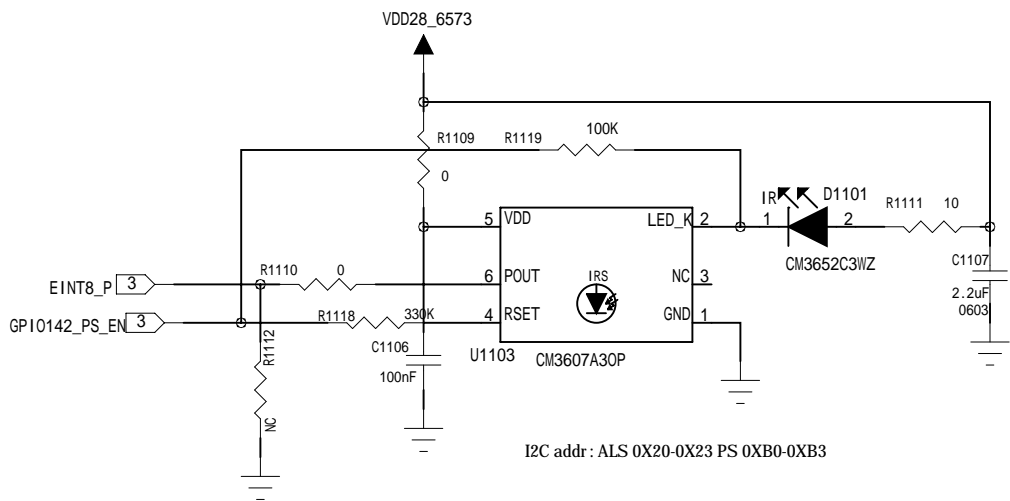 VDD28_6573
R1109
0
R1119
100K
IR
D1101
1
2
CM3652C3WZ
R1111
10
C1107
2.2uF
0603
5
VDD
LED_K
2
6
POUT
NC
3
IRS
4
RSET
GND
1
U1103
CM3607A3OP
EINT8_P
3
R1110
0
GPIO142_PS_EN
3
R1118
330K
R1112
NC
C1106
100nF
I2C addr: ALS 0X20-0X23 PS 0XB0-0XB3